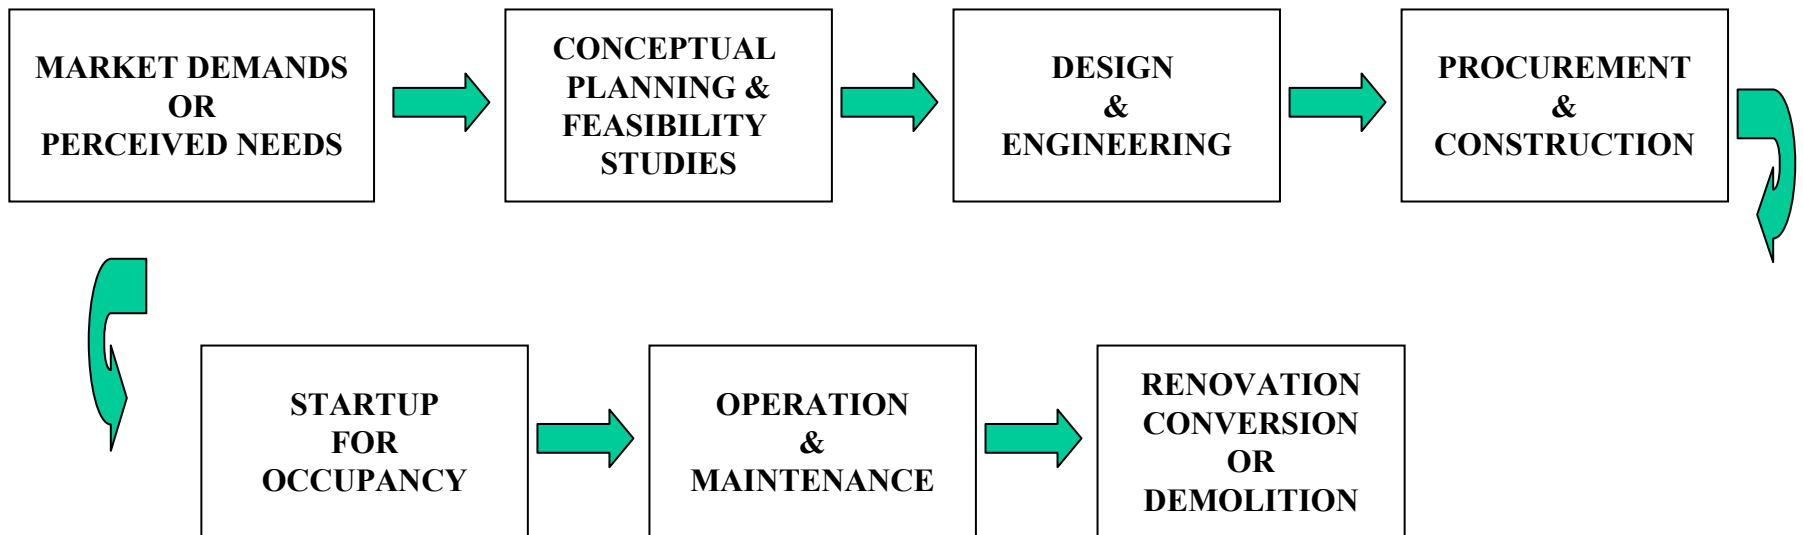 MARKET DEMANDS
OR
PERCEIVED NEEDS
CONCEPTUAL
PLANNING &
FEASIBILITY
STUDIES
DESIGN
&
ENGINEERING
PROCUREMENT
&
CONSTRUCTION
STARTUP
FOR
OCCUPANCY
OPERATION
&
MAINTENANCE
RENOVATION
CONVERSION
OR
DEMOLITION